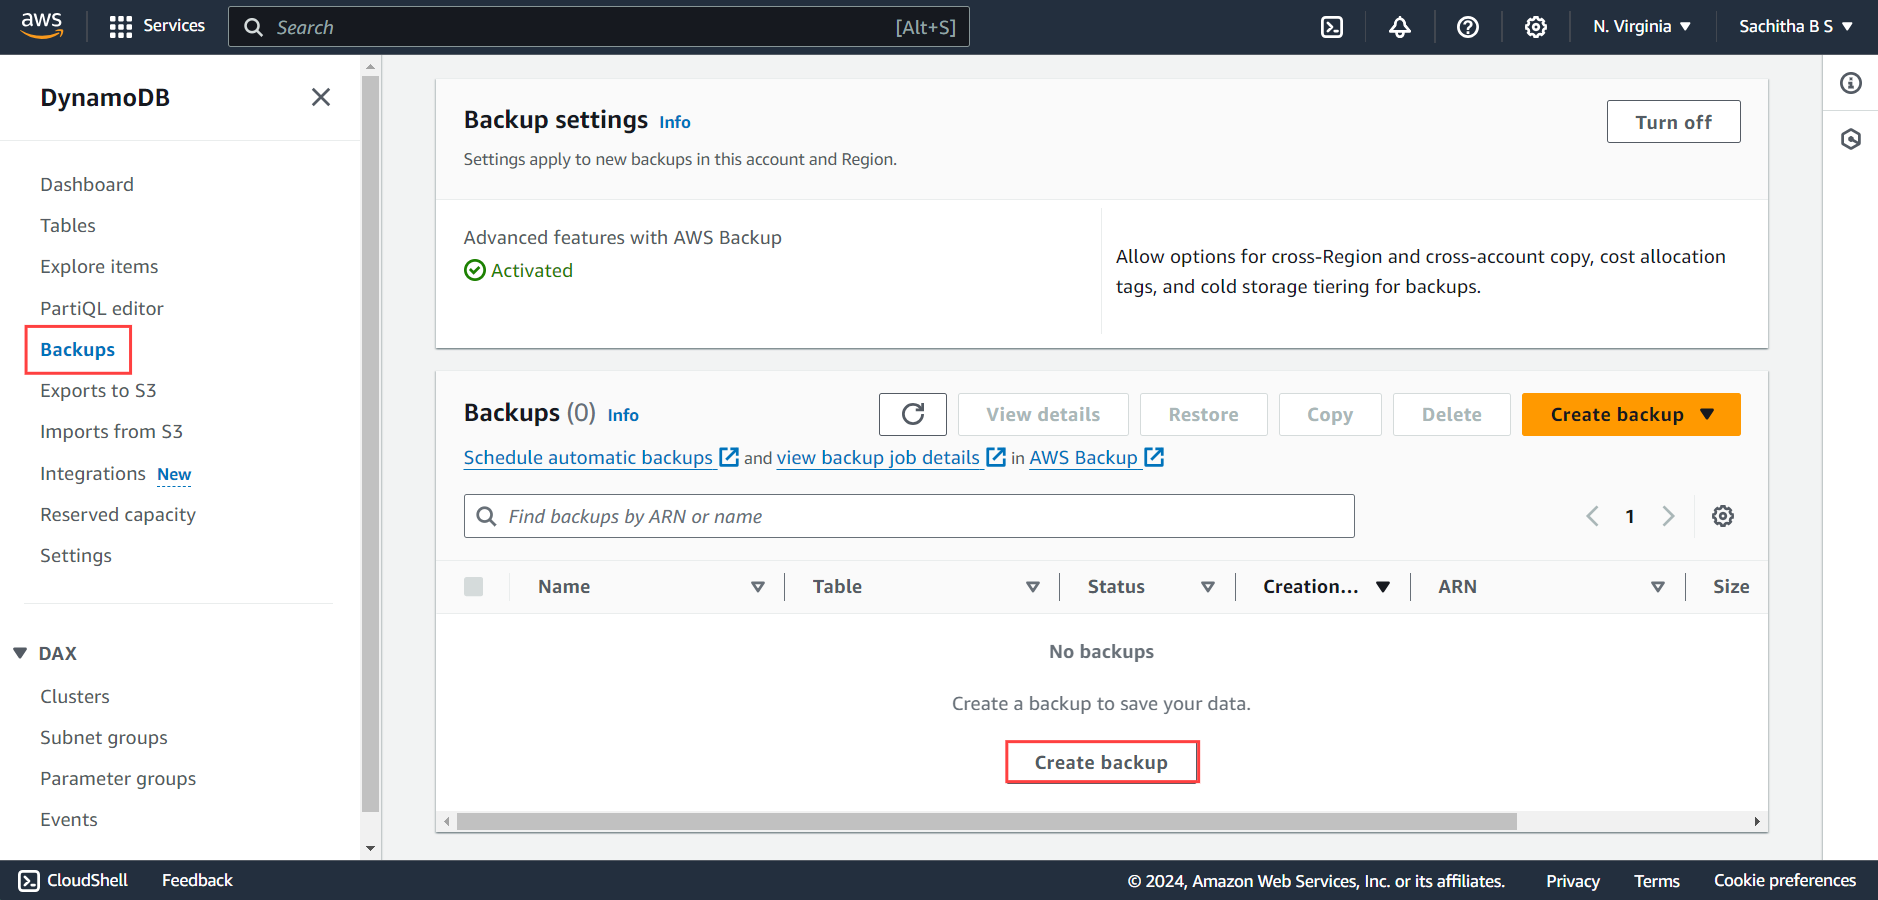 aws
Services
Search
[Alt+S]
N. Virginia
Sachitha B S
DynamoDB
Dashboard
Tables
Explore items
PartiQL editor
Backups
Exports to S3
Imports from S3
Integrations New
Reserved capacity
Settings
DAX
Clusters
Subnet groups
Parameter groups
Events
Backup settings Info
Turn off
Settings apply to new backups in this account and Region.
Advanced features with AWS Backup
Activated
Allow options for cross-Region and cross-account copy, cost allocation
tags, and cold storage tiering for backups.
Backups (0) Info
View details
Restore
Copy
Delete
Create backup
Schedule automatic backups and view backup job details in AWS Backup
Find backups by ARN or name
1
Name Table Status Creation... ARN Size
No backups
Create a backup to save your data.
Create backup
CloudShell
Feedback
© 2024, Amazon Web Services, Inc. or its affiliates.
Privacy
Terms
Cookie preferences